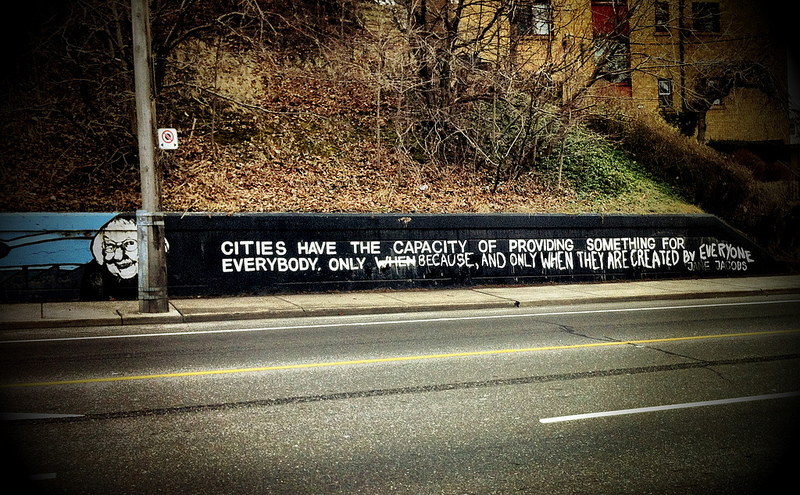 CITIES HAVE THE CAPACITY OF PROVIDING SOMETHING FOR
EVERYBODY. ONLY WHEN BECAUSE, AND ONLY WHEN THEY ARE CREATED BY EVERYONE
JANE JACOBS